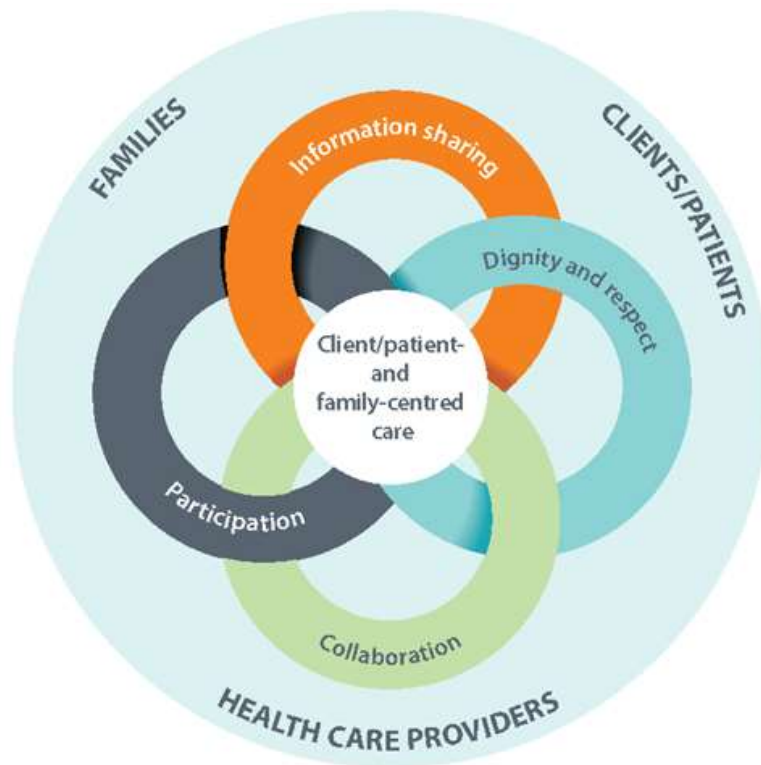 FAMILIES
CLIENTS/PATIENTS
Information sharing
Dignity and respect
Client/patient-
and
family-centred
care
Participation
Collaboration
HEALTH CARE PROVIDERS